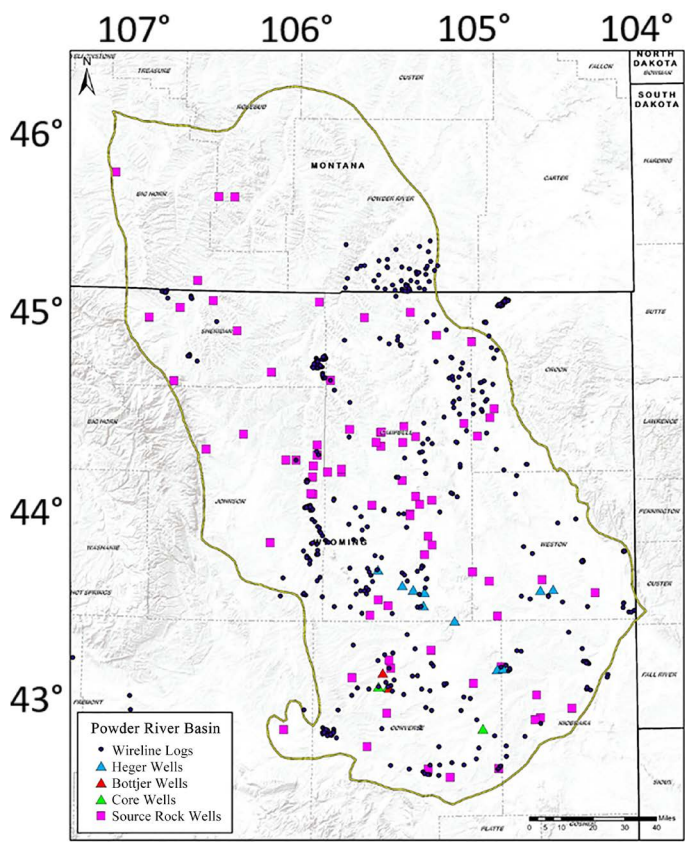 107° 106° 105° 104°
NORTH
DAKOTA
BOWMAN
SOUTH
DAKOTA
N
TREASURE
FALLON
CUSTER
ROSEBUD
46°
MONTANA
HARDING
CARTER
BIG HORN
POWDER RIVER
45°
BUTTE
SHERIDAN
CROOK
BIG HORN
LAWRENCE
CAMPBELL
44°
JOHNSON
PENNINGTON
WYOMING
WESTON
WASHAKIE
CUSTER
HOT SPRINGS
43°
FALL RIVER
FREMONT
NIOBRARA
CONVERSE
Powder River Basin
Wireline Logs
Heger Wells
Bottjer Wells
Core Wells
Source Rock Wells
SIOUX
PLATTE
GOSHEN
0 5 10 20 30 40 Miles